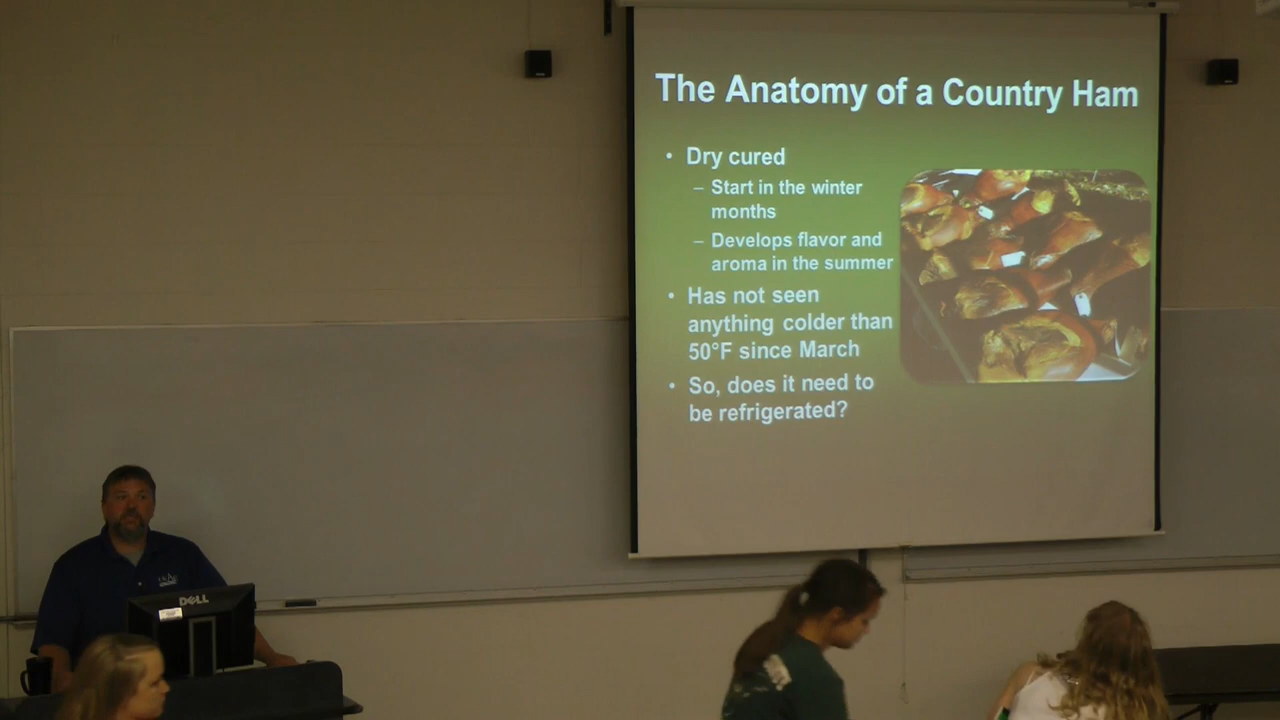 The Anatomy of a Country Ham
• Dry cured
– Start in the winter
months
– Develops flavor and
aroma in the summer
• Has not seen
anything colder than
50°F since March
• So, does it need to
be refrigerated?
DELL